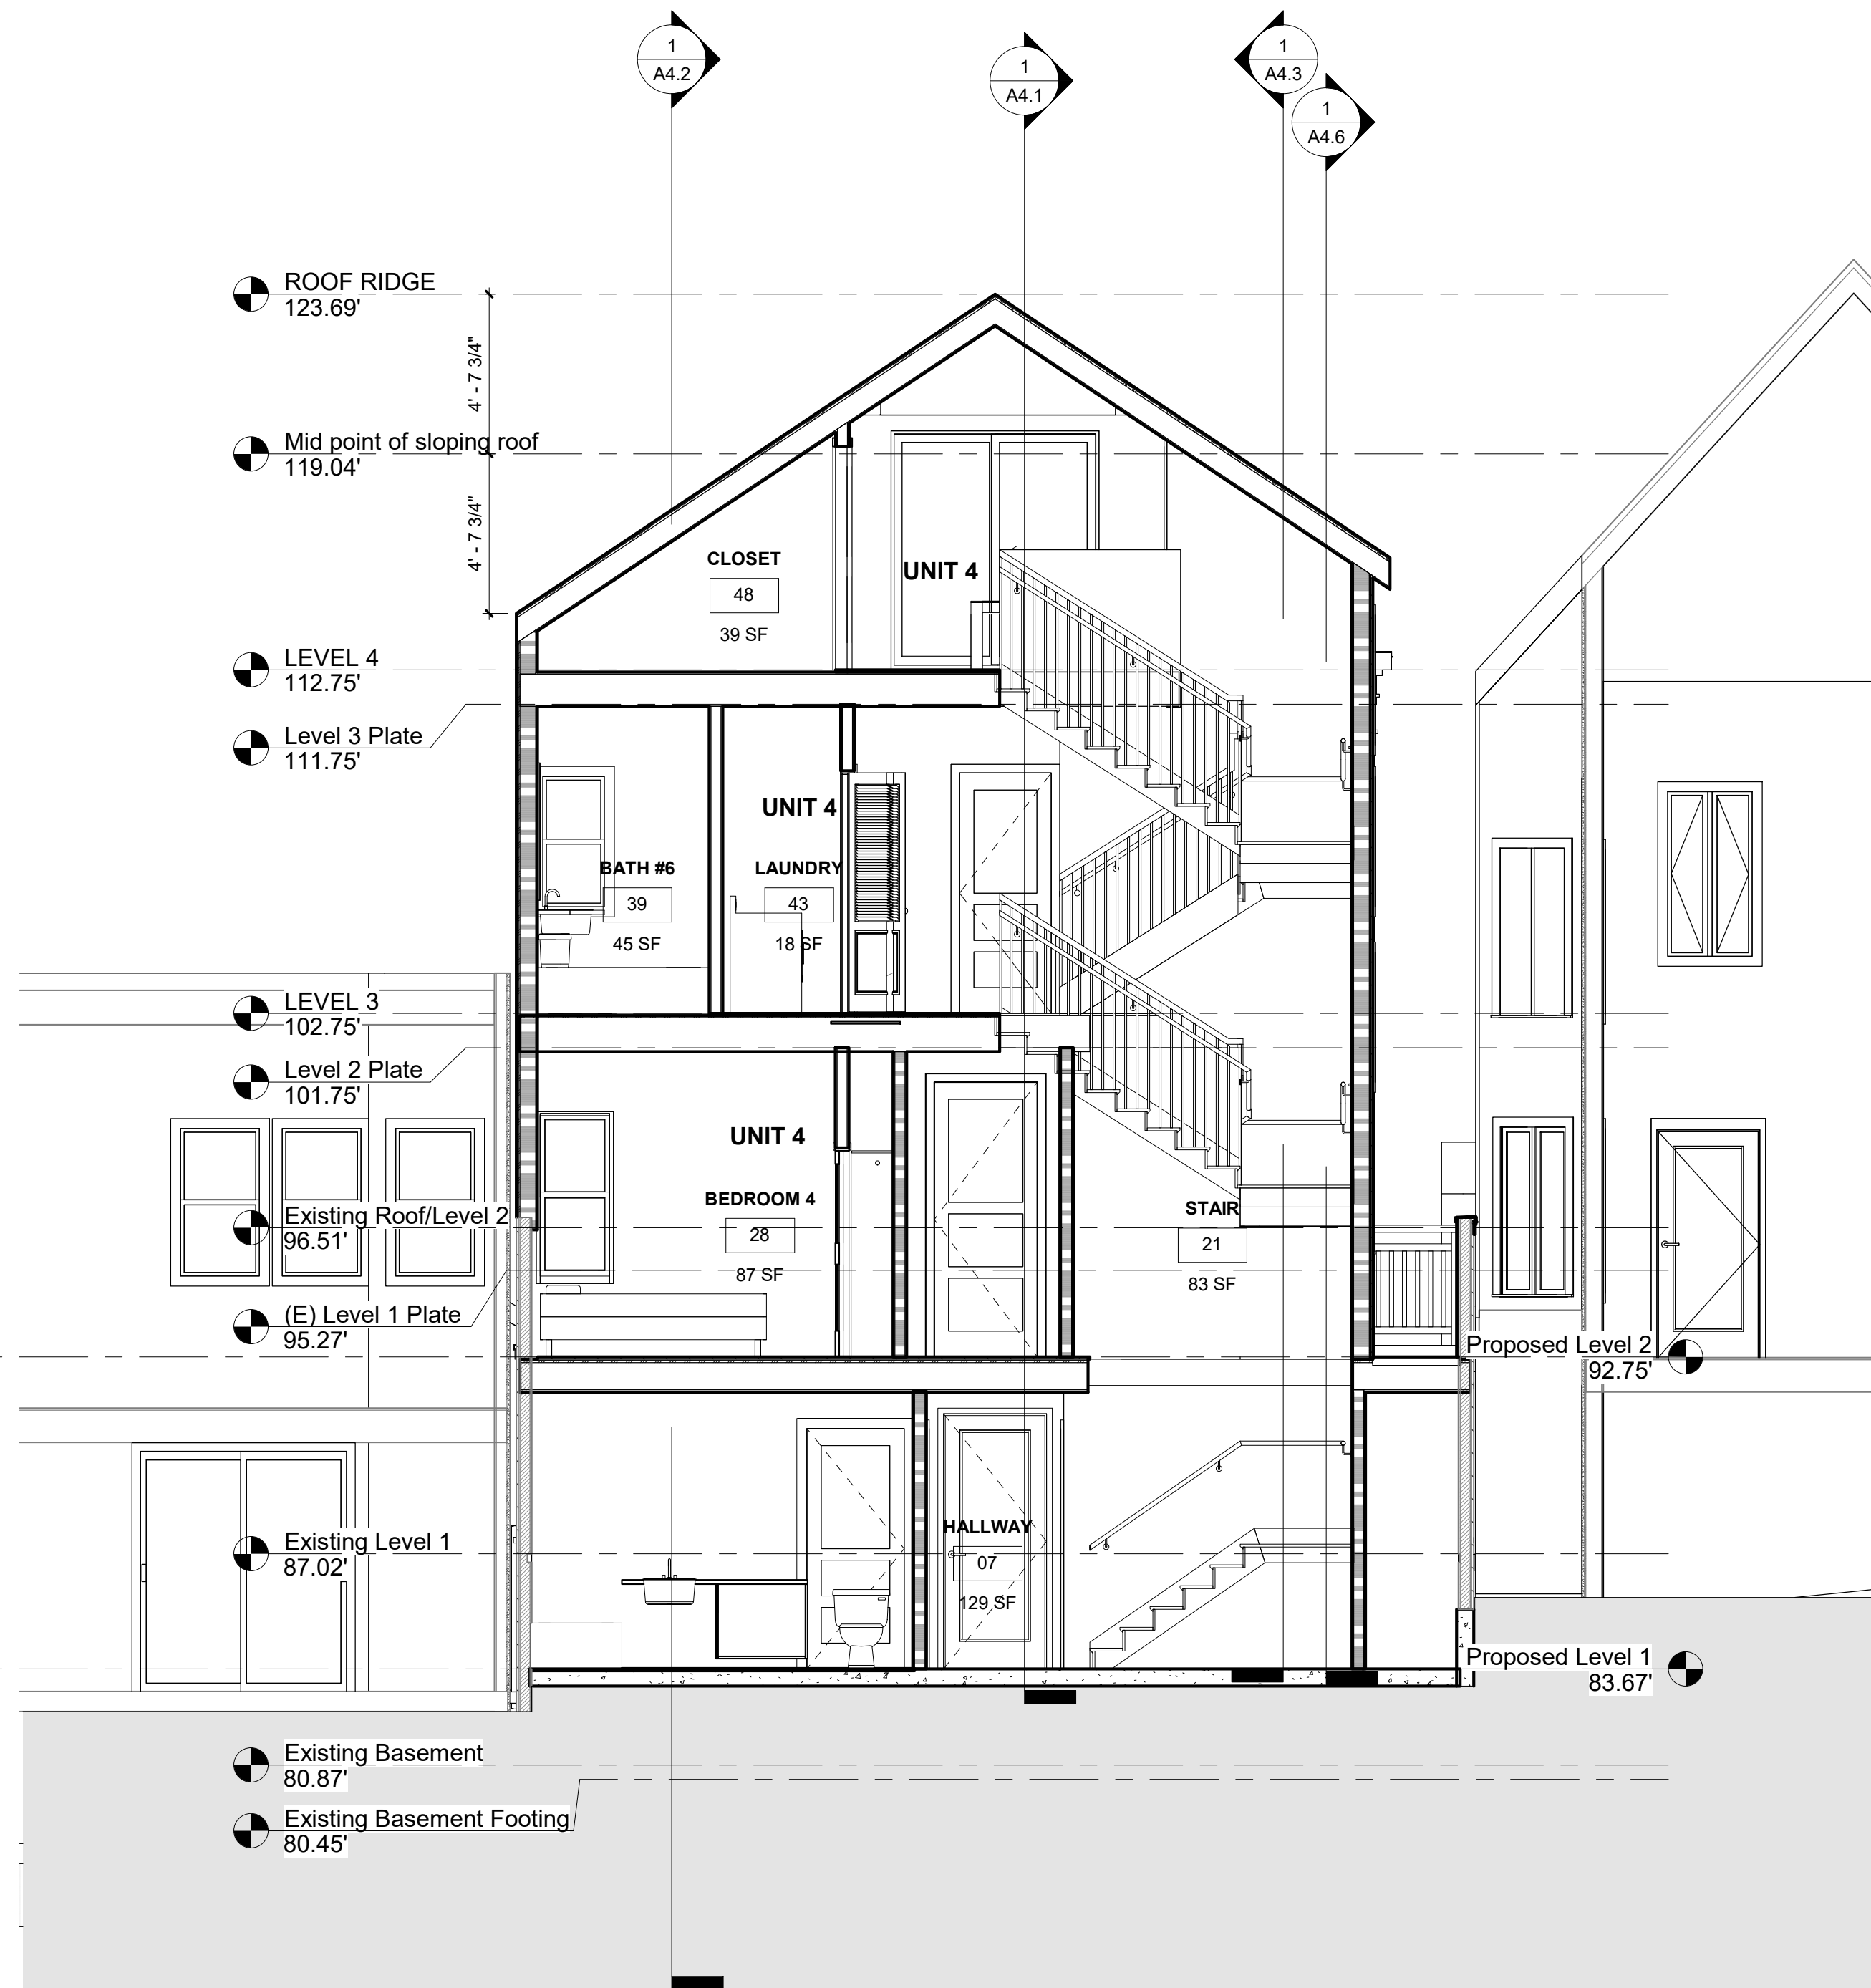 1
A4.2
1
A4.1
1
A4.3
1
A4.6
ROOF RIDGE
123.69'
4' - 7 3/4"
Mid point of sloping roof
119.04'
4' - 7 3/4"
CLOSET
48
39 SF
UNIT 4
LEVEL 4
112.75'
Level 3 Plate
111.75'
UNIT 4
BATH #6
39
45 SF
LAUNDRY
43
18 SF
LEVEL 3
102.75'
Level 2 Plate
101.75'
UNIT 4
BEDROOM 4
28
87 SF
STAIR
21
83 SF
Existing Roof/Level 2
96.51'
(E) Level 1 Plate
95.27'
Proposed Level 2
92.75'
Existing Level 1
87.02'
HALLWAY
07
129 SF
Proposed Level 1
83.67'
Existing Basement
80.87'
Existing Basement Footing
80.45'